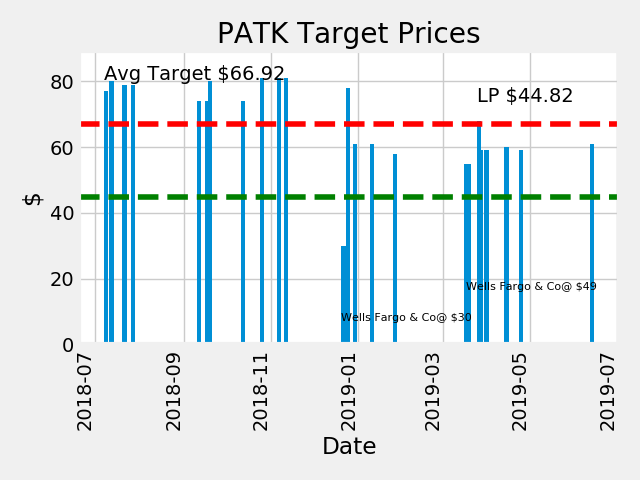 PATK Target Prices
Avg Target $66.92
LP $44.82
Wells Fargo & Co@ $49
Wells Fargo & Co@ $30
$
80
60
40
20
0
2018-07
2018-09
2018-11
2019-01
2019-03
2019-05
2019-07
Date